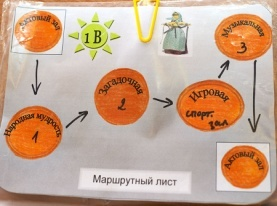 Актовый зал
1В
Музыкальная
3
Загадочная
2
Игровая
спорт.
зал
Народная мудрость
1
Актовый зал
Маршрутный лист